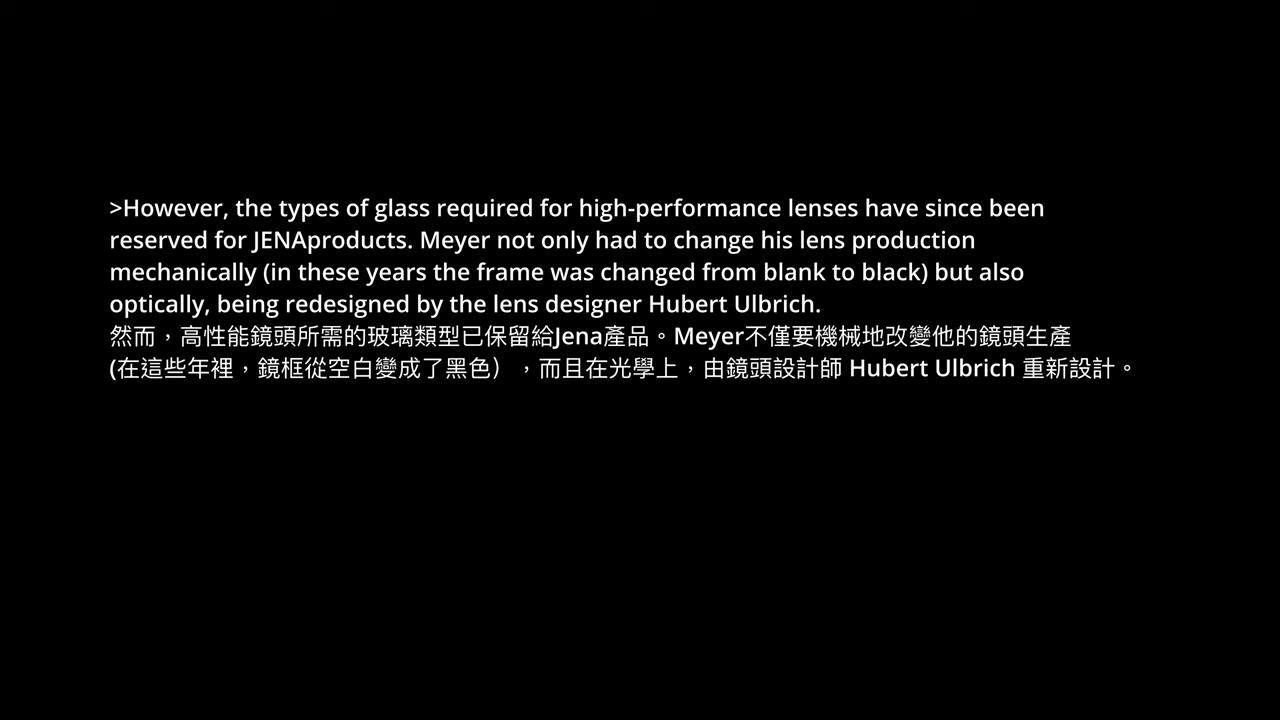 >However, the types of glass required for high-performance lenses have since been
reserved for JENAproducts. Meyer not only had to change his lens production
mechanically (in these years the frame was changed from blank to black) but also
optically, being redesigned by the lens designer Hubert Ulbrich.
然而，高性能鏡頭所需的玻璃類型已保留給Jena產品。Meyer不僅要機械地改變他的鏡頭生產
(在這些年裡，鏡框從空白變成了黑色），而且在光學上，由鏡頭設計師 Hubert Ulbrich 重新設計。